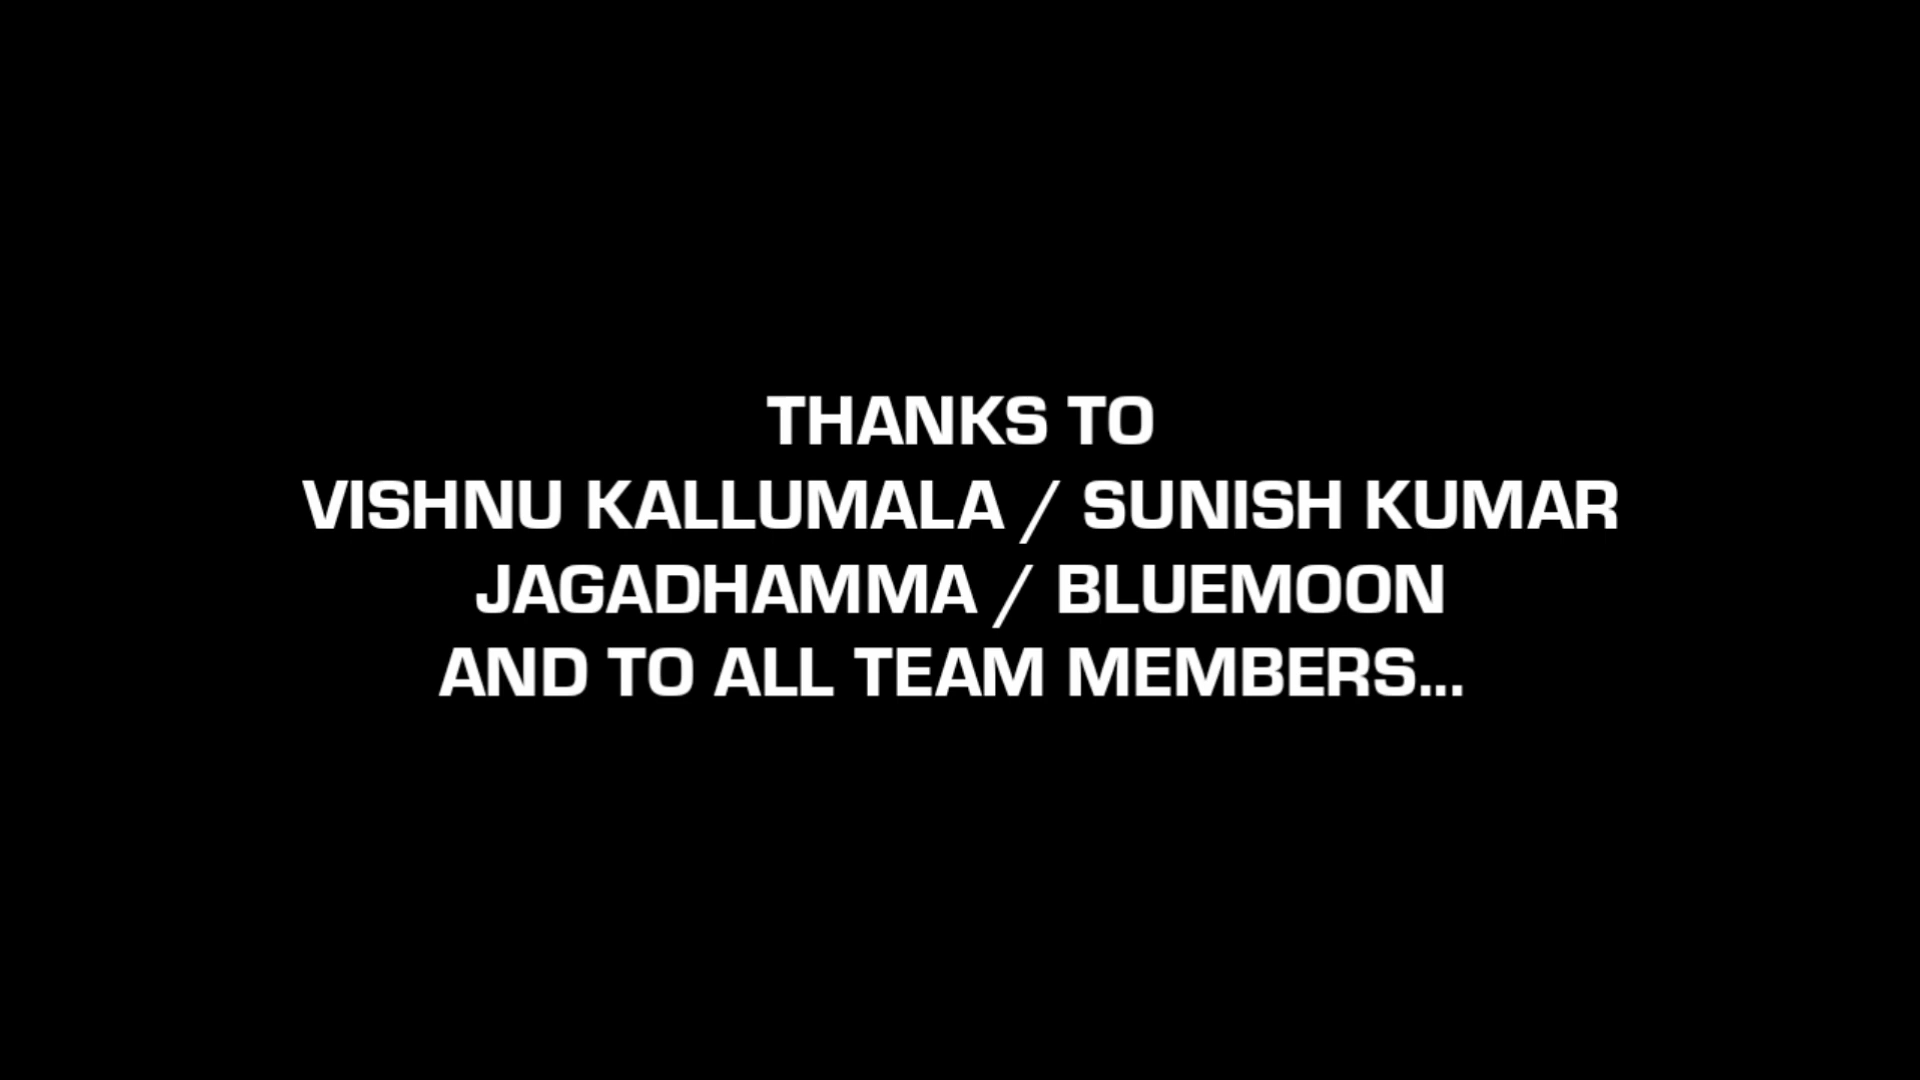 THANKS TO
VISHNU KALLUMALA / SUNISH KUMAR
JAGADHAMMA / BLUEMOON
AND TO ALL TEAM MEMBERS...